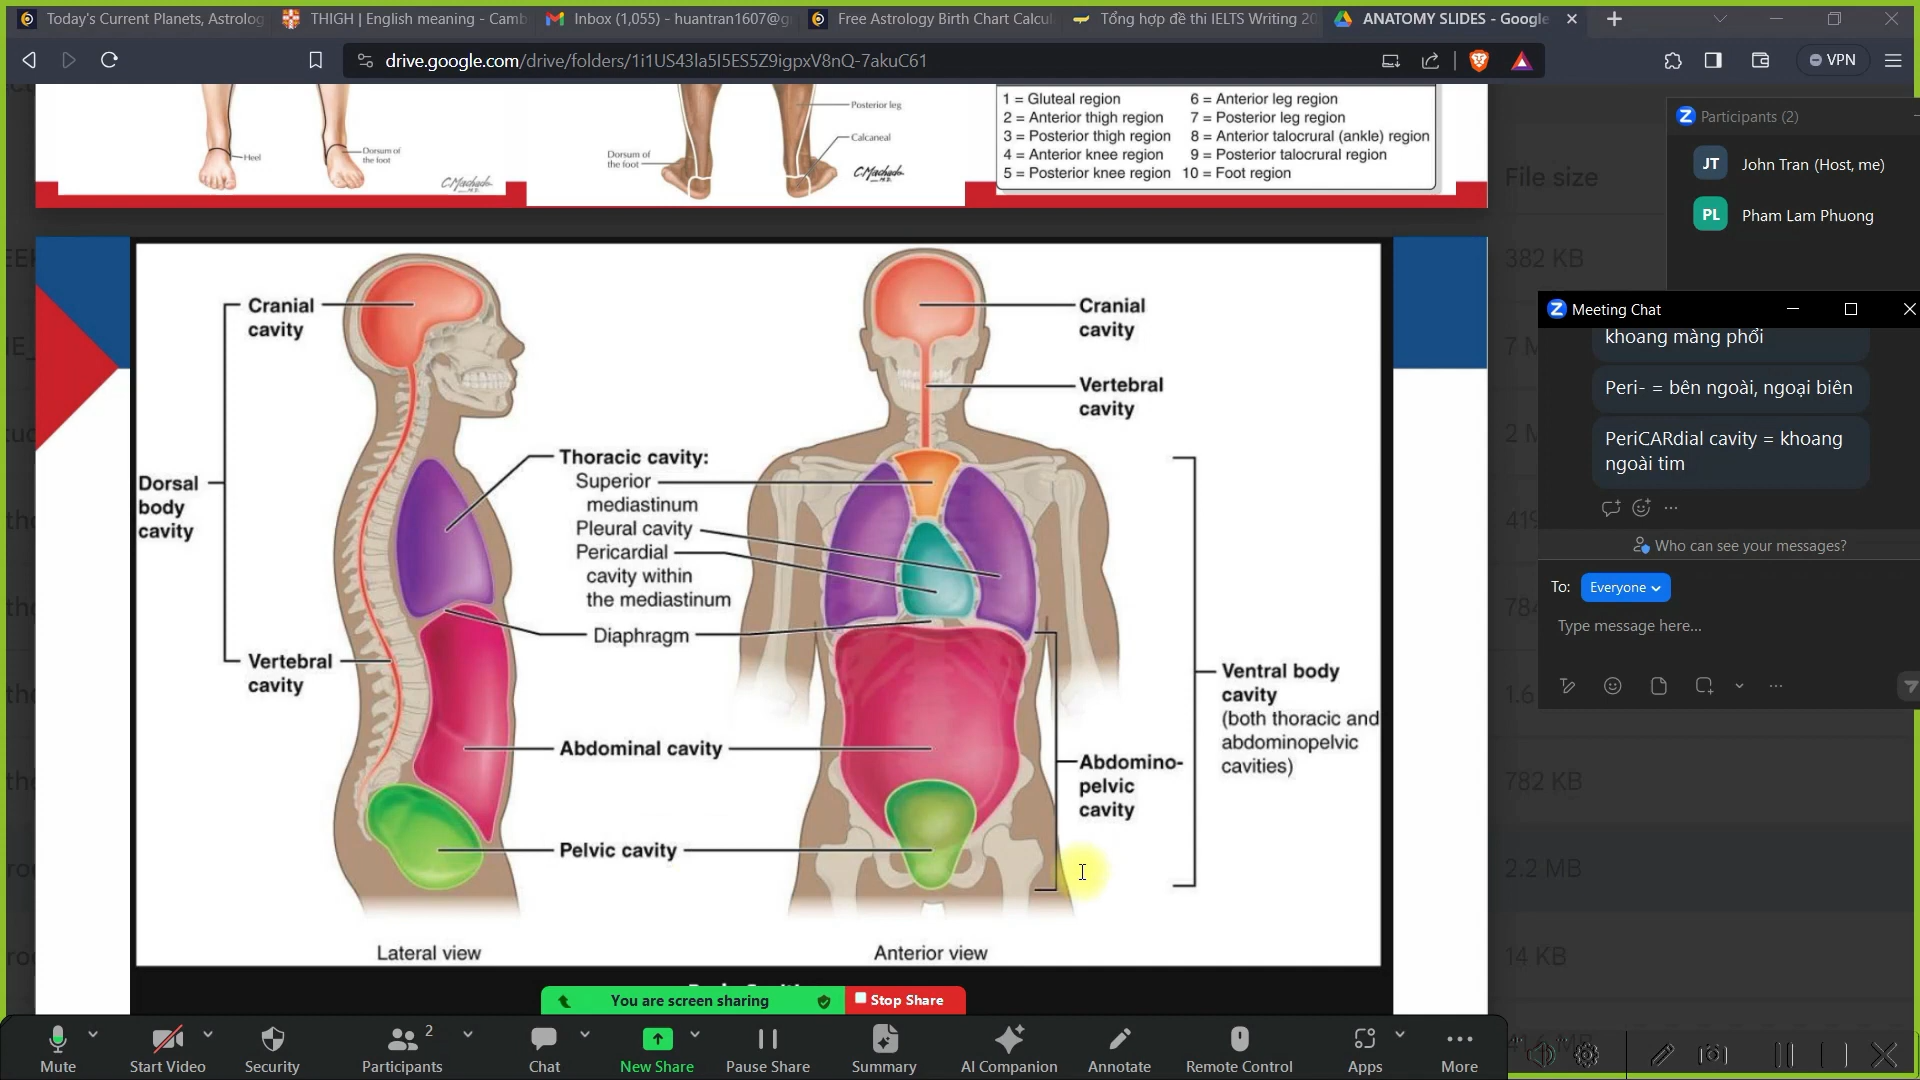 Today's Current Planets, Astrolog
THIGH | English meaning - Camb
Inbox (1,055) - huantran1607@g
Free Astrology Birth Chart Calcul
Tổng hợp đề thi IELTS Writing 20
ANATOMY SLIDES - Google
drive.google.com/drive/folders/1i1US43la5I5ES5Z9igpxV8nQ-7akuC61
VPN
Heel
Dorsum of
the foot
C.Machado
M.D.
Posterior leg
Calcaneal
Dorsum of
the foot
C.Machado
M.D.
1 = Gluteal region
2 = Anterior thigh region
3 = Posterior thigh region
4 = Anterior knee region
5 = Posterior knee region
6 = Anterior leg region
7 = Posterior leg region
8 = Anterior talocrural (ankle) region
9 = Posterior talocrural region
10 = Foot region
File size
382 KB
782 KB
2.2 MB
14 KB
Cranial
cavity
Dorsal
body
cavity
Vertebral
cavity
Thoracic cavity:
Superior
mediastinum
Pleural cavity
Pericardial
cavity within
the mediastinum
Diaphragm
Abdominal cavity
Pelvic cavity
Cranial
cavity
Vertebral
cavity
Ventral body
cavity
(both thoracic and
abdominopelvic
cavities)
Abdomino-
pelvic
cavity
Lateral view
Anterior view
Participants (2)
JT
John Tran (Host, me)
PL
Pham Lam Phuong
Meeting Chat
khoang màng phổi
Peri- = bên ngoài, ngoại biên
PeriCARdial cavity = khoang
ngoài tim
Who can see your messages?
To: Everyone
Type message here...
You are screen sharing
Stop Share
Mute
Start Video
Security
2
Participants
Chat
New Share
Pause Share
Summary
AI Companion
Annotate
Remote Control
Apps
More